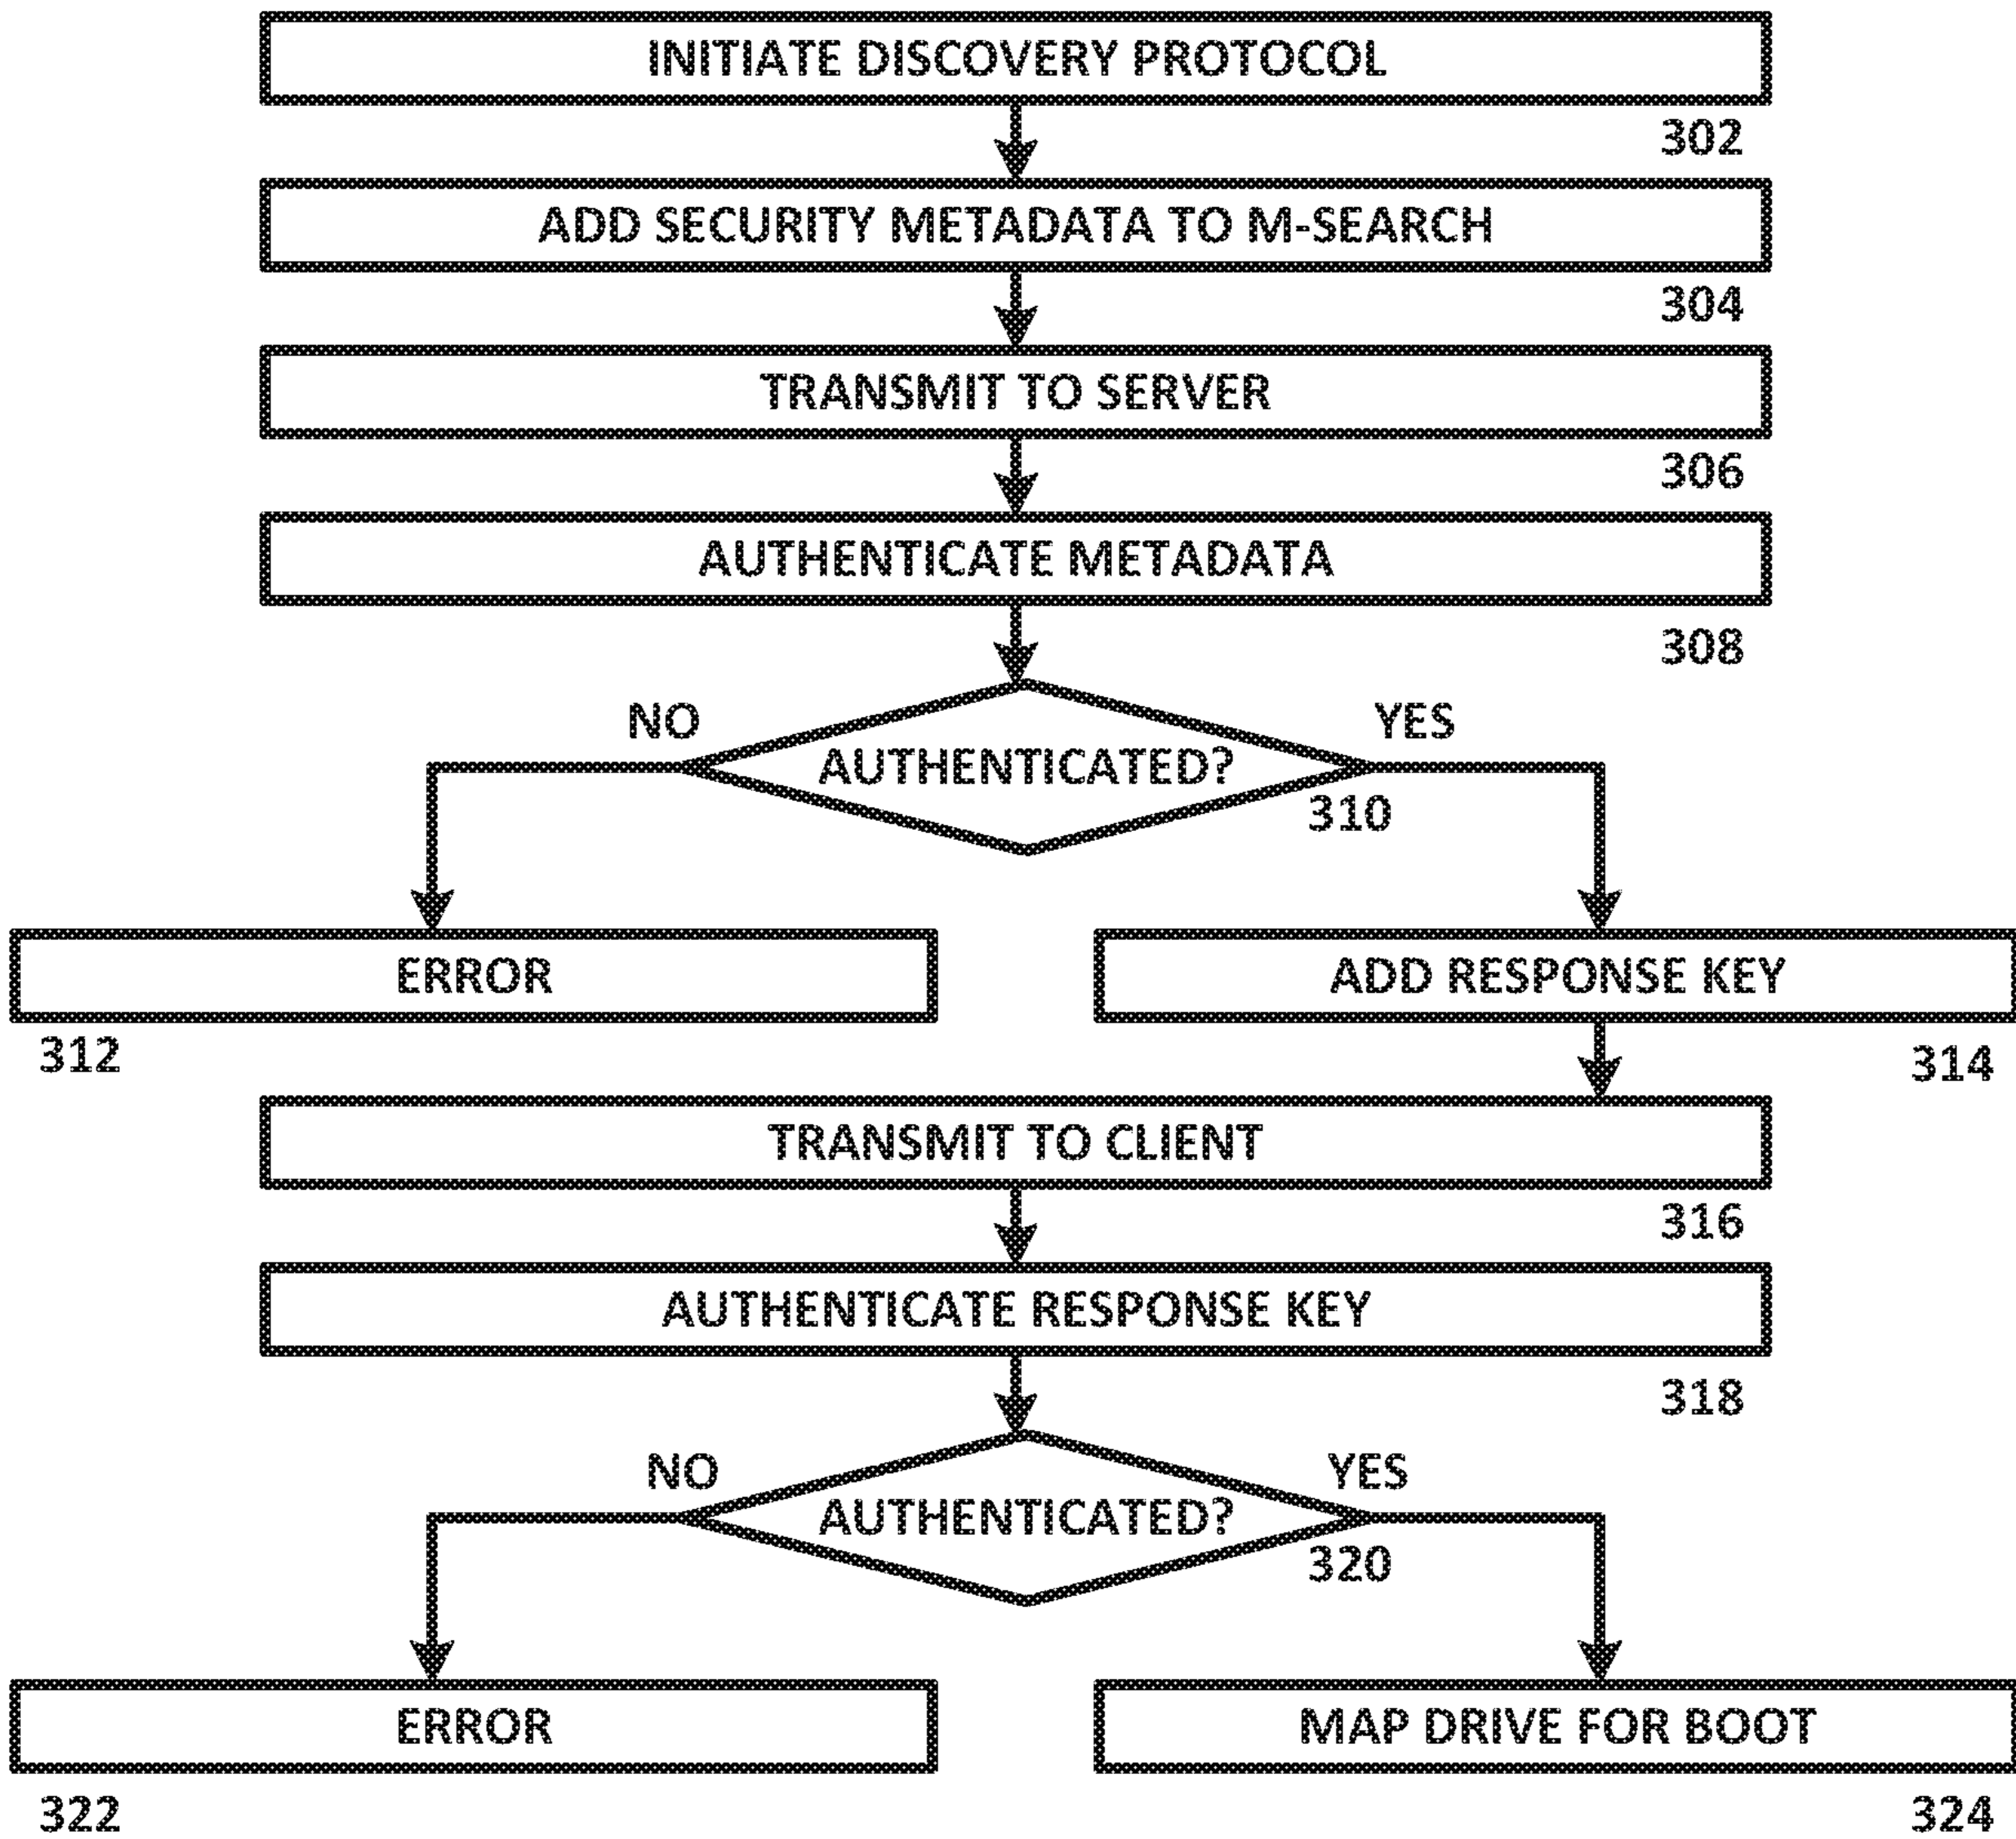 INITIATE DISCOVERY PROTOCOL
302
ADD SECURITY METADATA TO M-SEARCH
304
TRANSMIT TO SERVER
306
AUTHENTICATE METADATA
308
NO
YES
AUTHENTICATED?
310
ERROR
312
ADD RESPONSE KEY
314
TRANSMIT TO CLIENT
316
AUTHENTICATE RESPONSE KEY
318
NO
YES
AUTHENTICATED?
320
ERROR
322
MAP DRIVE FOR BOOT
324